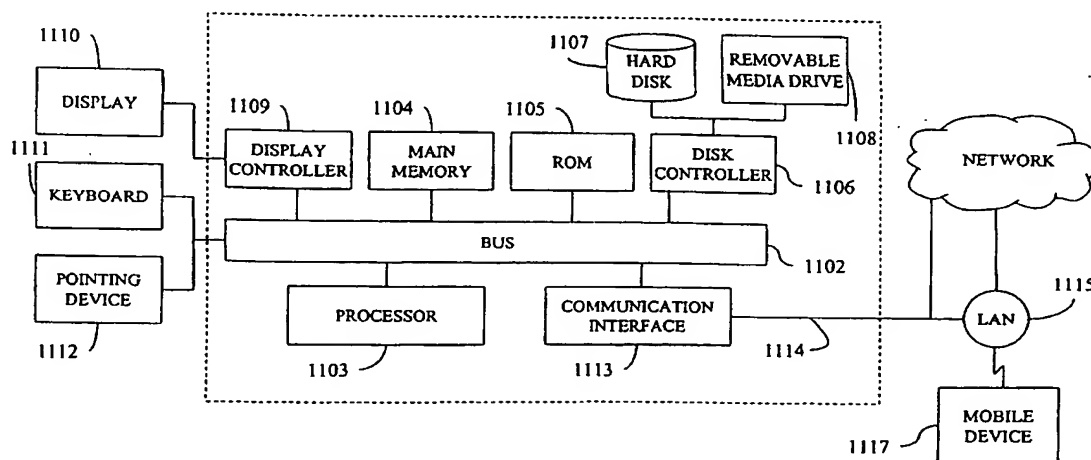 1110
DISPLAY
1111
KEYBOARD
POINTING
DEVICE
1112
1109
DISPLAY
CONTROLLER
1104
MAIN
MEMORY
1105
ROM
1107
HARD
DISK
REMOVABLE
MEDIA DRIVE
1108
DISK
CONTROLLER
1106
BUS
1102
PROCESSOR
1103
COMMUNICATION
INTERFACE
1113
1114
NETWORK
LAN
1115
MOBILE
DEVICE
1117